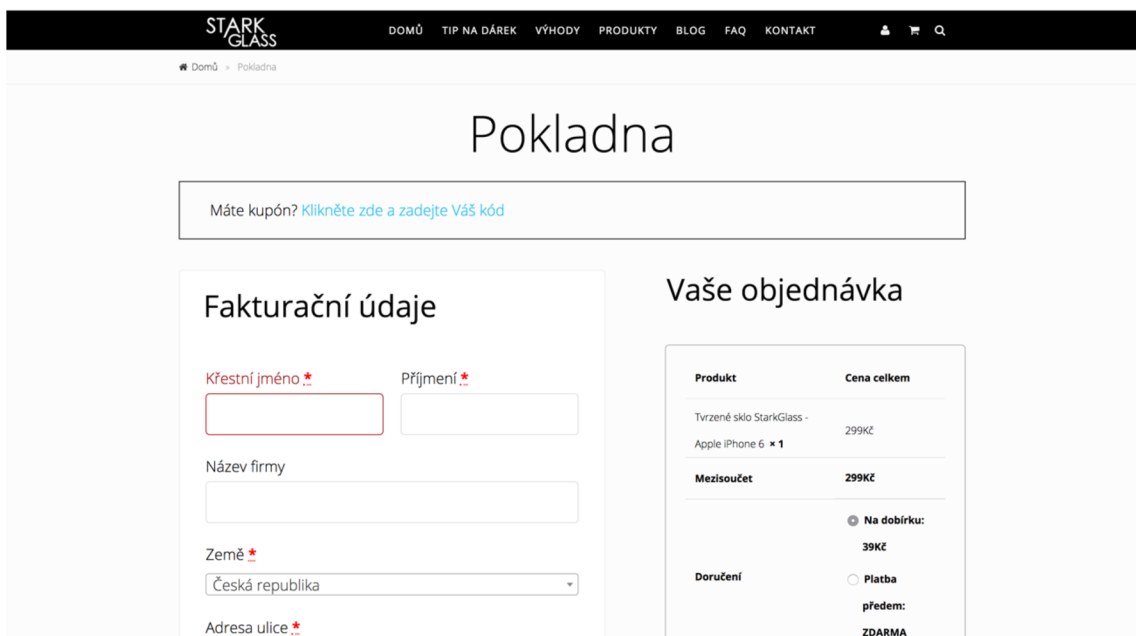 STARK
GLASS
DOMŮ TIP NA DÁREK VÝHODY PRODUKTY BLOG FAQ KONTAKT
Domů » Pokladna
Pokladna
Máte kupón? Klikněte zde a zadejte Váš kód
Fakturační údaje
Křestní jméno * Příjmení *
Název firmy
Země *
Česká republika
Adresa ulice *
Vaše objednávka
Produkt Cena celkem
Tvrzené sklo StarkGlass -
Apple iPhone 6 × 1
299Kč
Mezisoučet 299Kč
Doručení
Na dobírku:
39Kč
Platba
předem:
ZDARMA